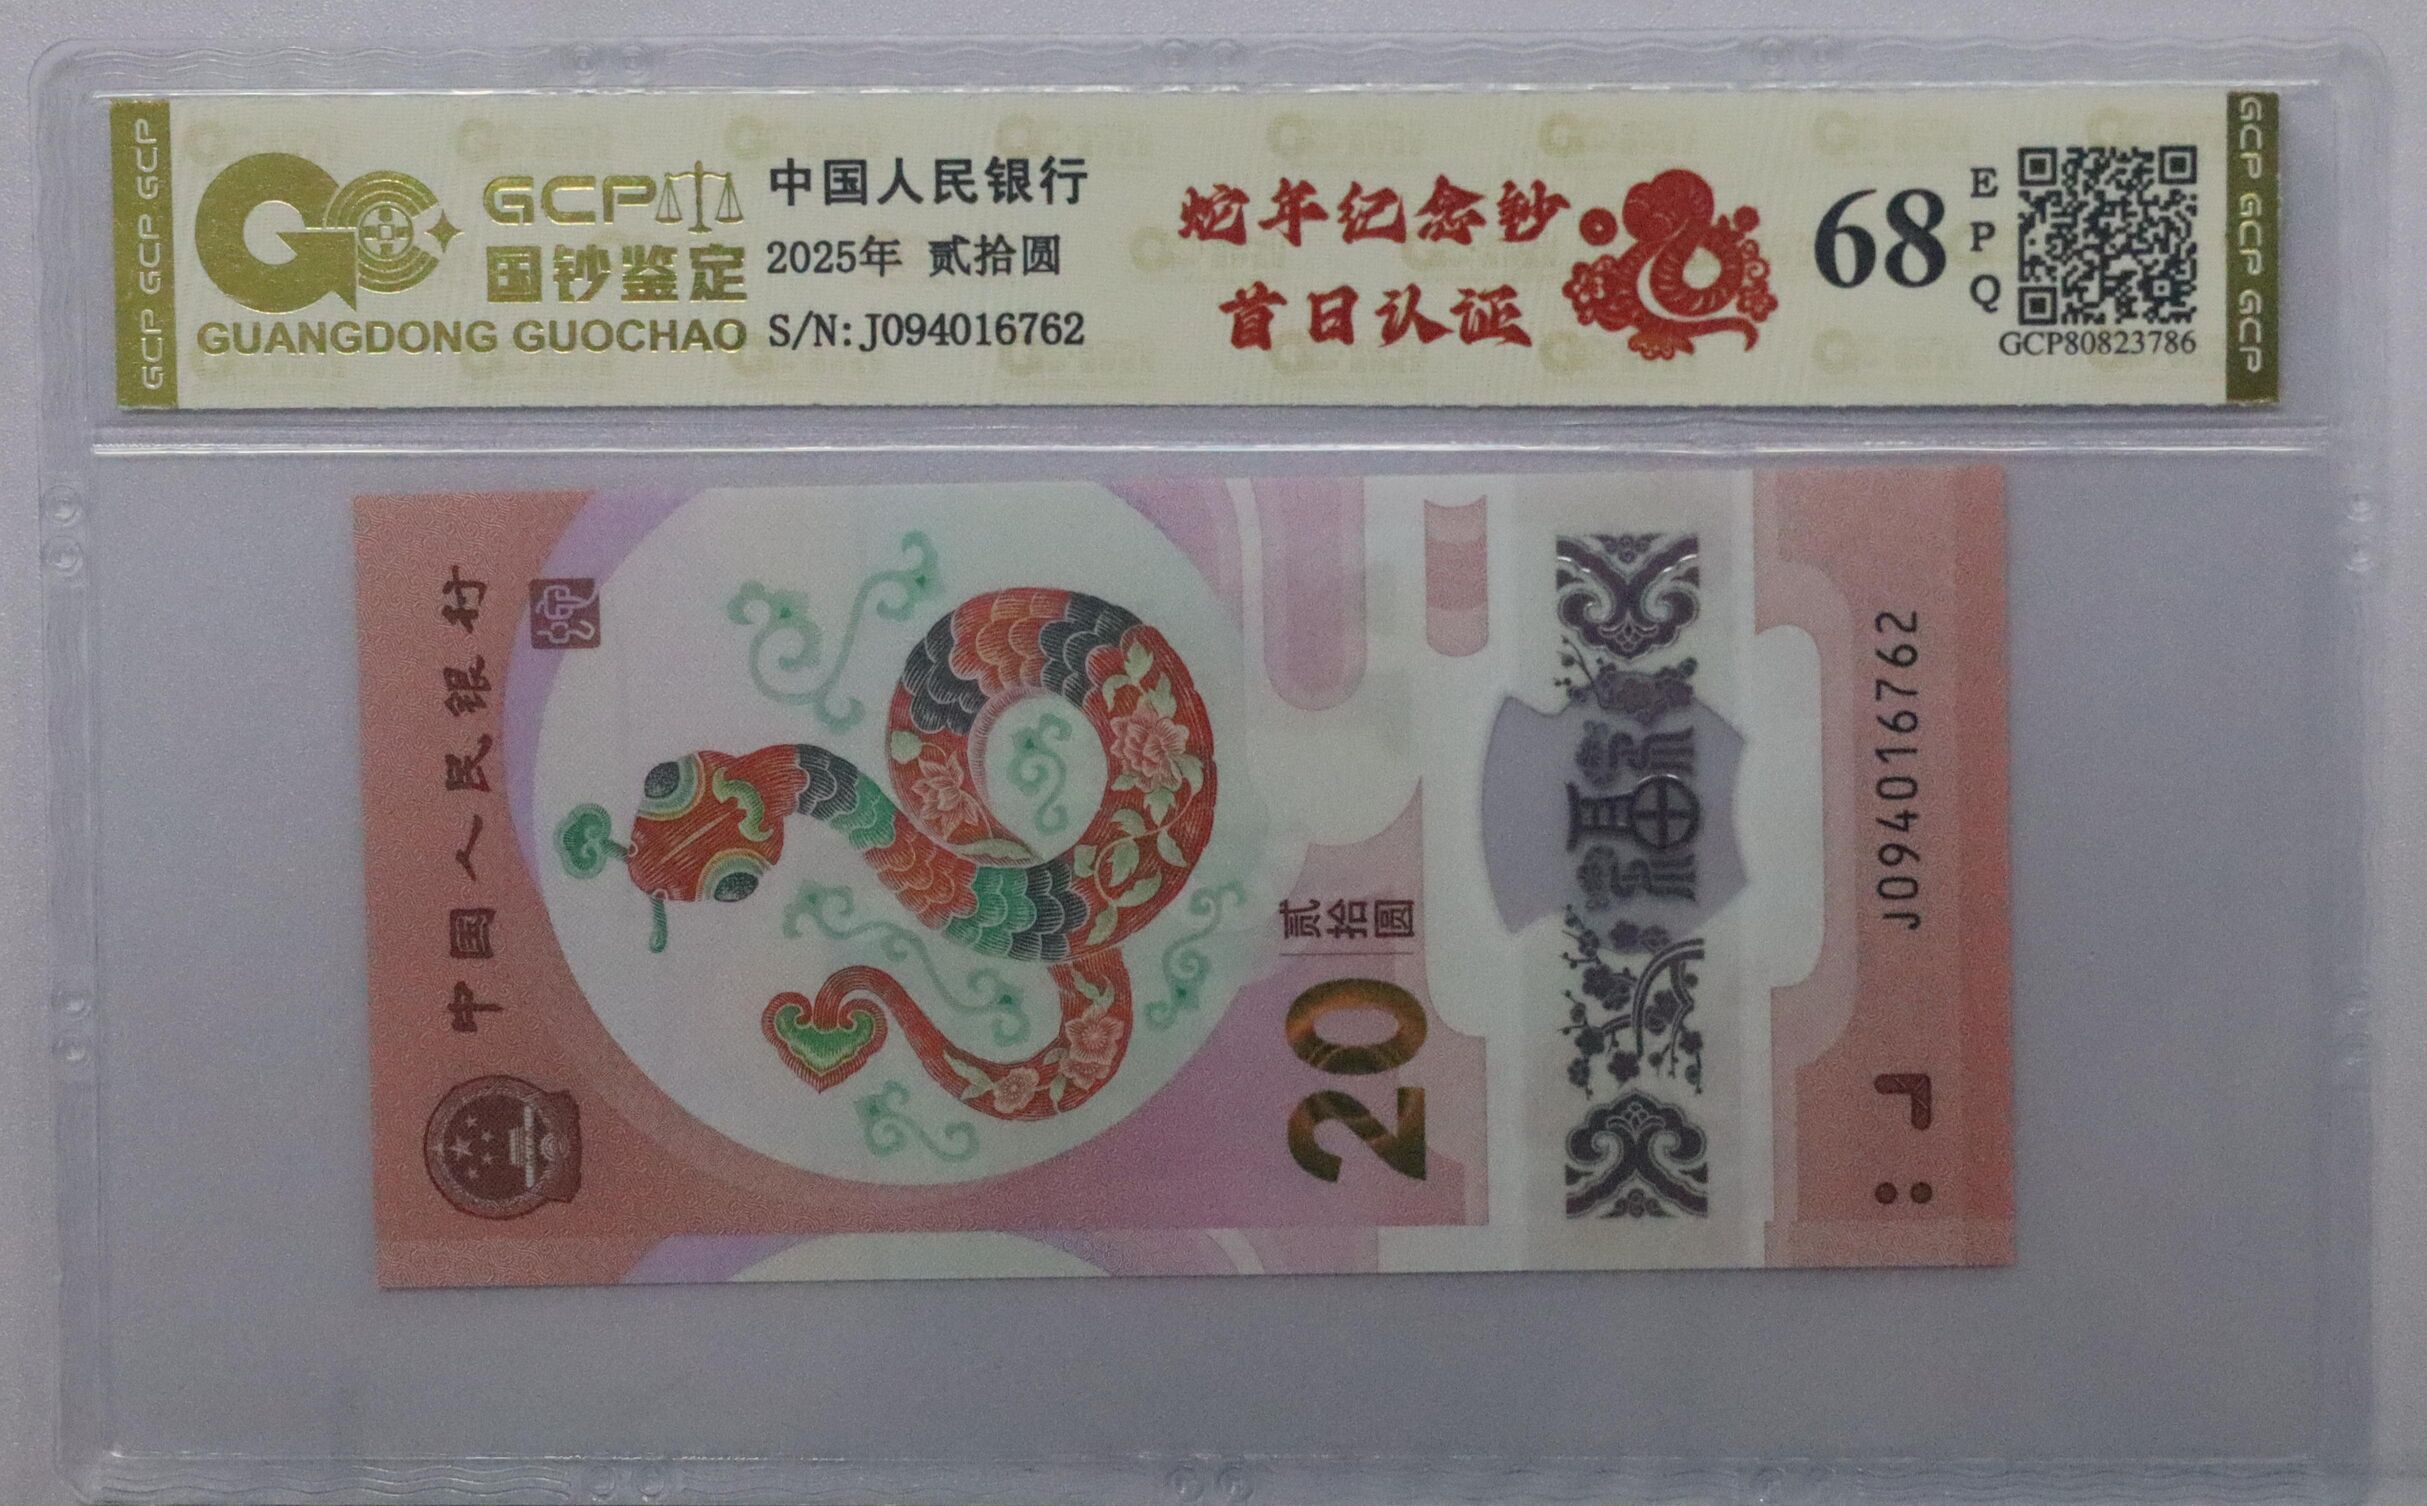 GCP GCP GCP
GCP
国钞鉴定
GUANGDONG GUOCHAO
中国人民银行
2025年 贰拾圆
S/N:J094016762
蛇年纪念钞
首日认证
68
EPQ
GCP80823786
GCP GCP GCP
中国人民银行
贰拾圆
20
福
J094016762